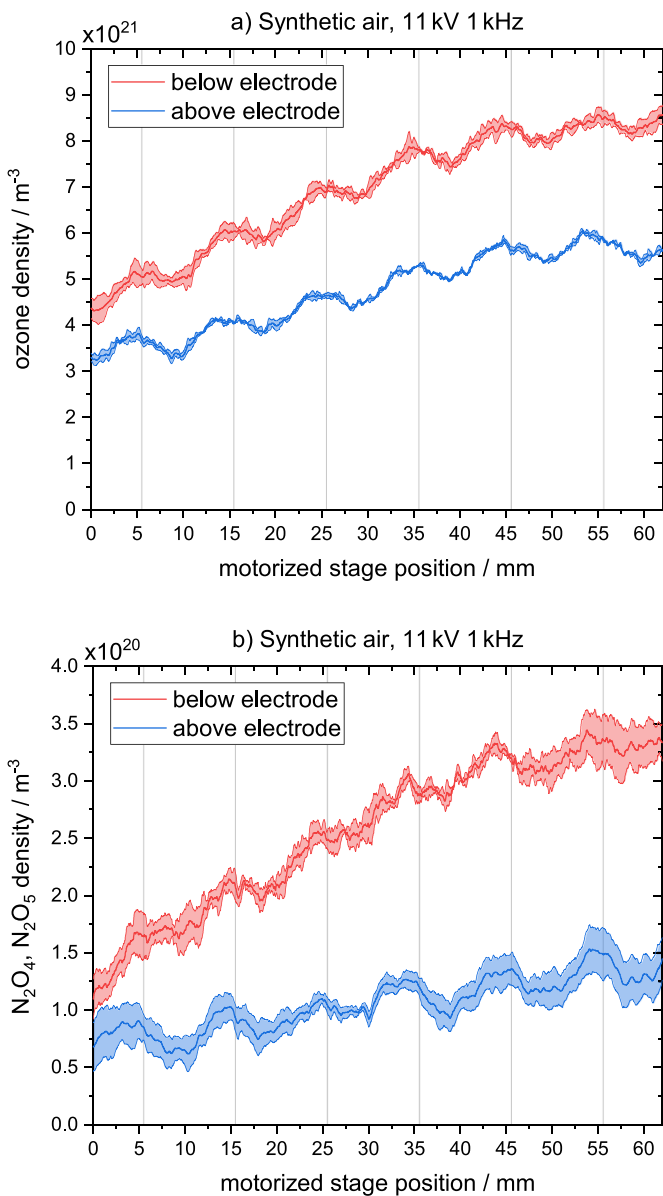 a) Synthetic air, 11 kV 1 kHz
x10²¹
below electrode
above electrode
10
9
8
7
6
5
4
3
2
1
0
ozone density / m⁻³
0 5 10 15 20 25 30 35 40 45 50 55 60
motorized stage position / mm
b) Synthetic air, 11 kV 1 kHz
x10²⁰
below electrode
above electrode
4.0
3.5
3.0
2.5
2.0
1.5
1.0
0.5
0.0
N₂O₄, N₂O₅ density / m⁻³
0 5 10 15 20 25 30 35 40 45 50 55 60
motorized stage position / mm